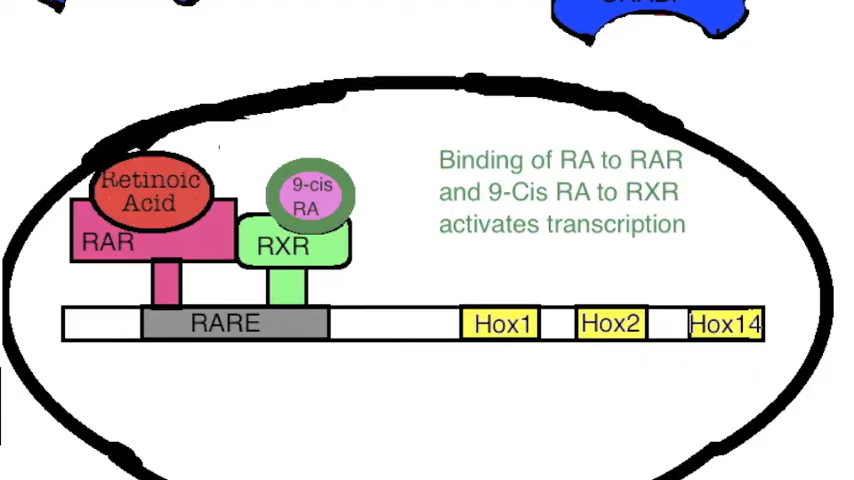 Binding of RA to RAR
and 9-Cis RA to RXR
activates transcription
Retinoic
Acid
9-cis
RA
RAR
RXR
RARE
Hox1
Hox2
Hox14